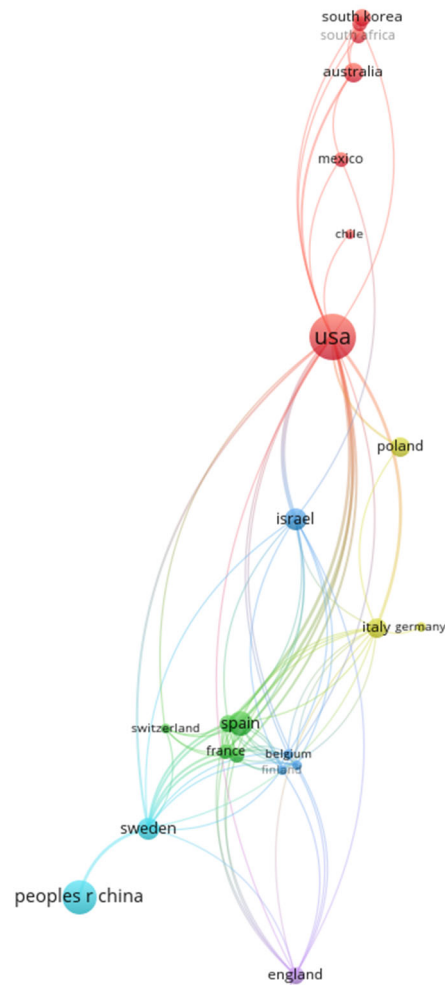 south korea
south africa
australia
mexico
chile
usa
poland
israel
italy germany
spain
switzerland
france belgium
finland
sweden
peoples r china
england